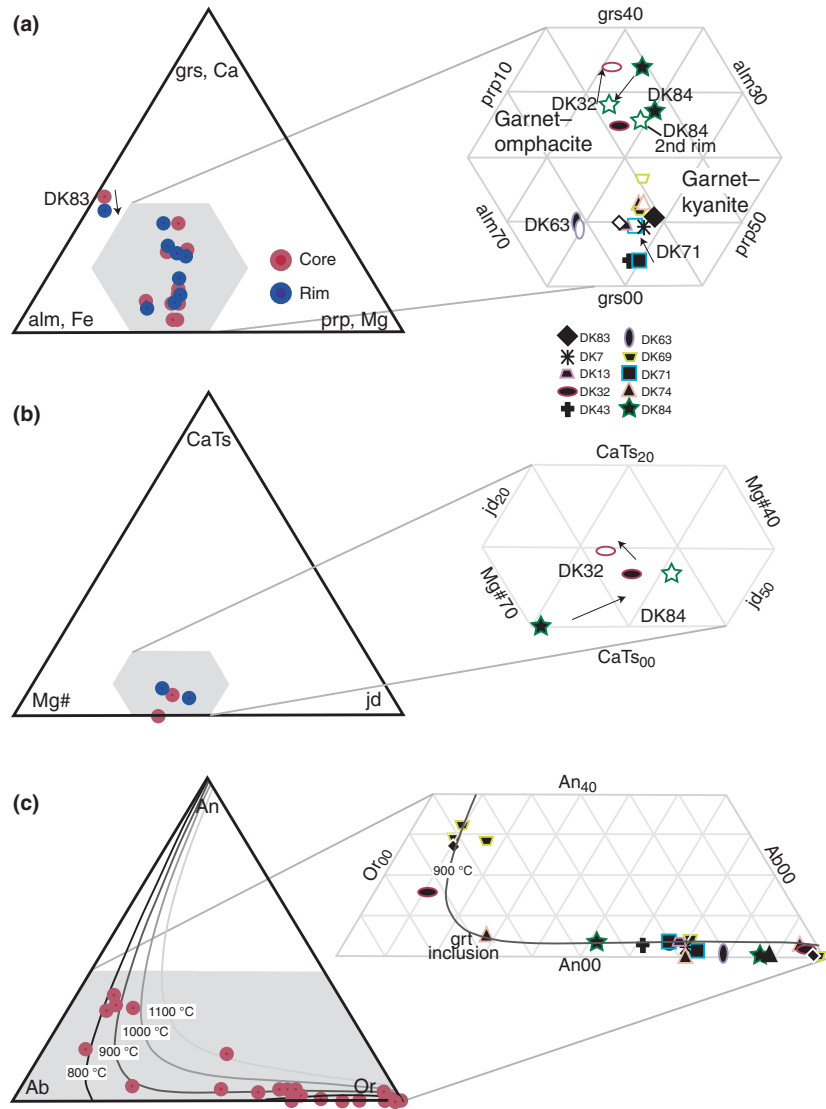 (a)
grs, Ca
DK83
Core
Rim
alm, Fe
prp, Mg
grs40
prp10
alm30
DK32
DK84
Garnet–
omphacite
DK84
2nd rim
Garnet–
kyanite
DK63
alm70
prp50
DK71
grs00
DK83
DK63
DK7
DK69
DK13
DK71
DK32
DK74
DK43
DK84
(b)
CaTs
Mg#
jd
CaTs20
jd20
Mg#40
DK32
Mg#70
DK84
jd50
CaTs00
(c)
An
1100 °C
1000 °C
900 °C
800 °C
Ab
Or
An40
Or00
Ab00
900 °C
grt
inclusion
An00